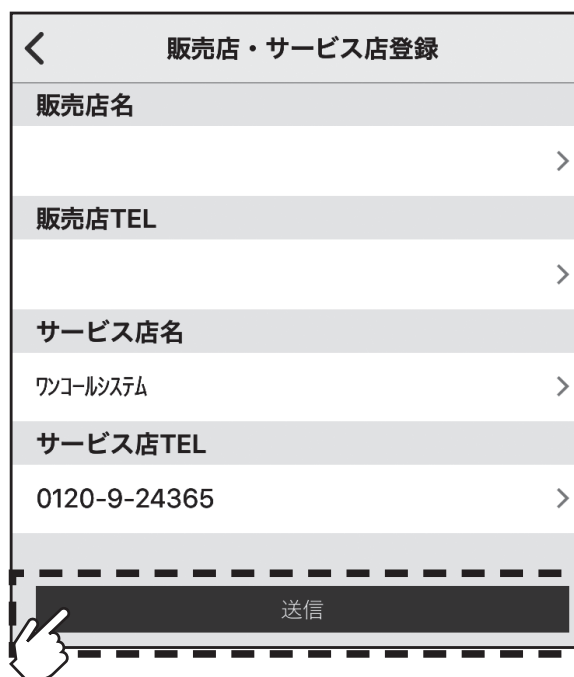 販売店・サービス店登録
販売店名
販売店TEL
サービス店名
ﾜﾝｺｰﾙｼｽﾃﾑ
サービス店TEL
0120-9-24365
送信